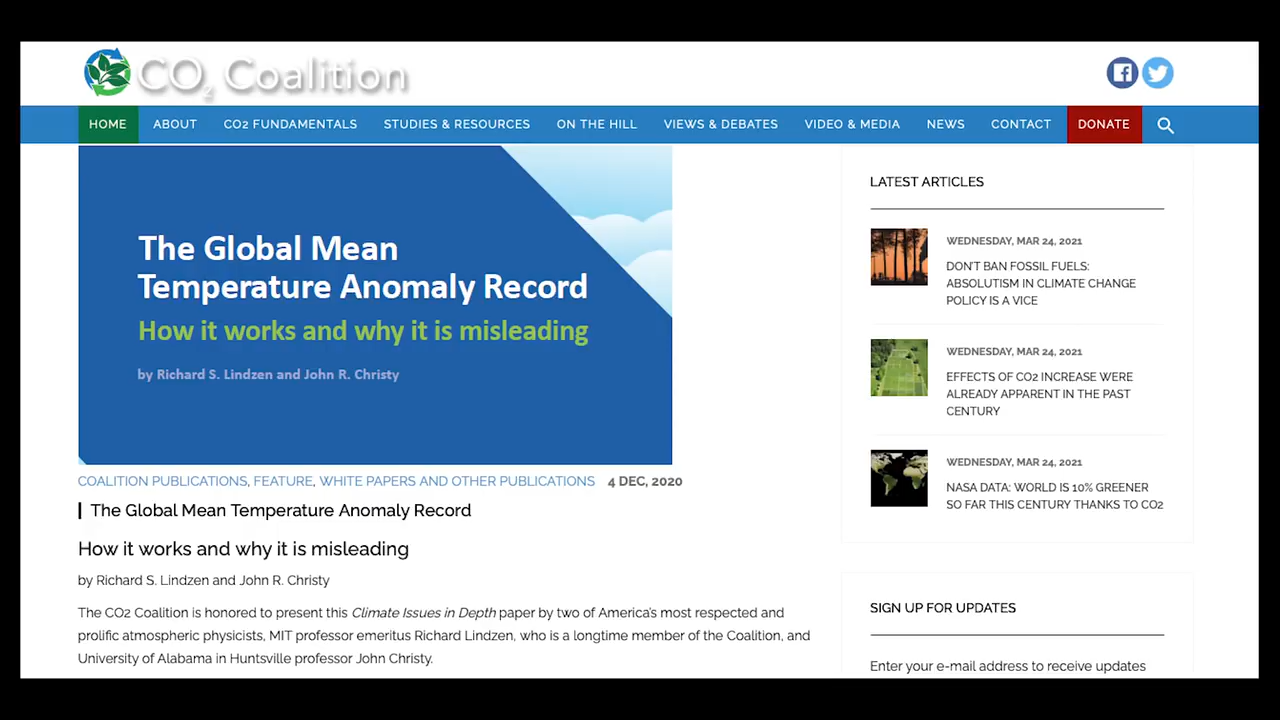 CO2 Coalition
HOME ABOUT CO2 FUNDAMENTALS STUDIES & RESOURCES ON THE HILL VIEWS & DEBATES VIDEO & MEDIA NEWS CONTACT DONATE
The Global Mean
Temperature Anomaly Record
How it works and why it is misleading
by Richard S. Lindzen and John R. Christy
COALITION PUBLICATIONS, FEATURE, WHITE PAPERS AND OTHER PUBLICATIONS 4 DEC, 2020
The Global Mean Temperature Anomaly Record
How it works and why it is misleading
by Richard S. Lindzen and John R. Christy
The CO2 Coalition is honored to present this Climate Issues in Depth paper by two of America's most respected and
prolific atmospheric physicists, MIT professor emeritus Richard Lindzen, who is a longtime member of the Coalition, and
University of Alabama in Huntsville professor John Christy.
LATEST ARTICLES
WEDNESDAY, MAR 24, 2021
DON'T BAN FOSSIL FUELS:
ABSOLUTISM IN CLIMATE CHANGE
POLICY IS A VICE
WEDNESDAY, MAR 24, 2021
EFFECTS OF CO2 INCREASE WERE
ALREADY APPARENT IN THE PAST
CENTURY
WEDNESDAY, MAR 24, 2021
NASA DATA: WORLD IS 10% GREENER
SO FAR THIS CENTURY THANKS TO CO2
SIGN UP FOR UPDATES
Enter your e-mail address to receive updates